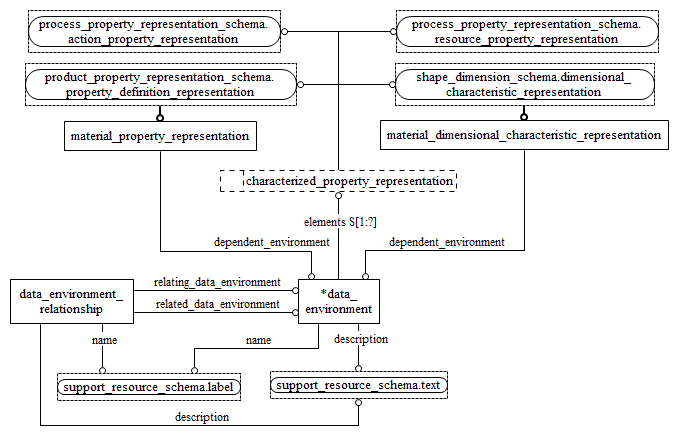 process_property_representation_schema.
action_property_representation
process_property_representation_schema.
resource_property_representation
product_property_representation_schema.
property_definition_representation
shape_dimension_schema.dimensional_
characteristic_representation
material_property_representation
material_dimensional_characteristic_representation
characterized_property_representation
elements S[1:?]
dependent_environment
dependent_environment
data_environment_
relationship
relating_data_environment
related_data_environment
*data_
environment
name
name
description
support_resource_schema.label
support_resource_schema.text
description